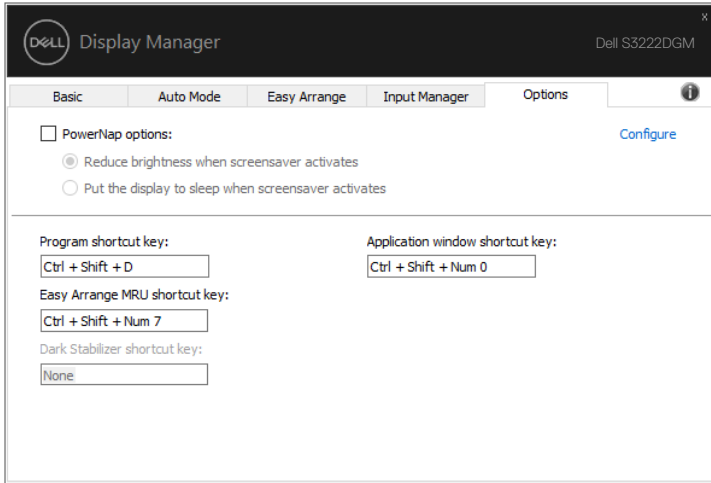 x
DELL Display Manager
Dell S3222DGM
Basic Auto Mode Easy Arrange Input Manager Options
PowerNap options: Configure
Reduce brightness when screensaver activates
Put the display to sleep when screensaver activates
Program shortcut key: Application window shortcut key:
Ctrl + Shift + D Ctrl + Shift + Num 0
Easy Arrange MRU shortcut key:
Ctrl + Shift + Num 7
Dark Stabilizer shortcut key:
None